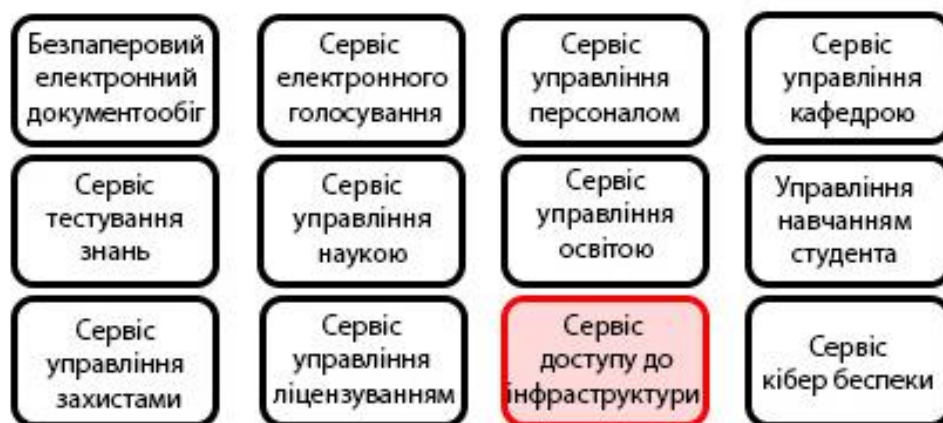 Безпаперовий
електронний
документообіг
Сервіс
електронного
голосування
Сервіс
управління
персоналом
Сервіс
управління
кафедрою
Сервіс
тестування
знань
Сервіс
управління
наукою
Сервіс
управління
освітою
Управління
навчанням
студента
Сервіс
управління
захистами
Сервіс
управління
ліцензуванням
Сервіс
доступу до
інфраструктури
Сервіс
кібер беспеки